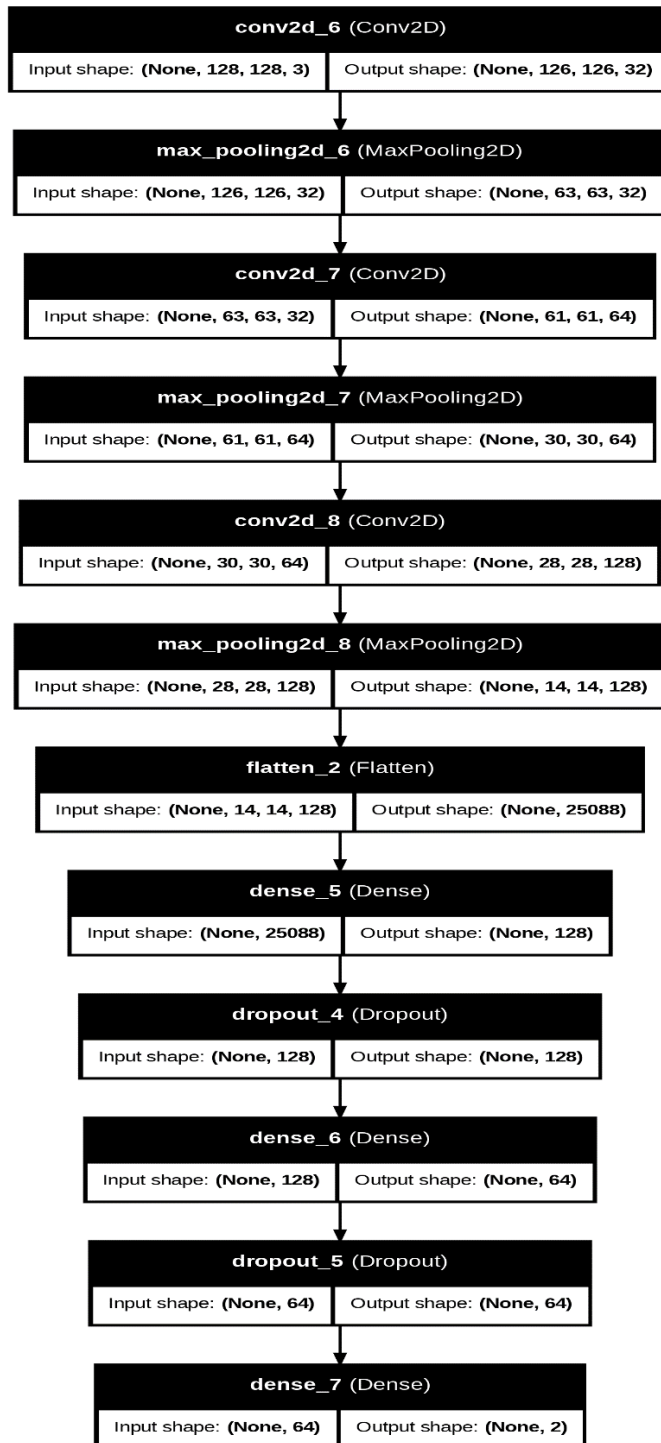 conv2d_6 (Conv2D)
Input shape: (None, 128, 128, 3) Output shape: (None, 126, 126, 32)
max_pooling2d_6 (MaxPooling2D)
Input shape: (None, 126, 126, 32) Output shape: (None, 63, 63, 32)
conv2d_7 (Conv2D)
Input shape: (None, 63, 63, 32) Output shape: (None, 61, 61, 64)
max_pooling2d_7 (MaxPooling2D)
Input shape: (None, 61, 61, 64) Output shape: (None, 30, 30, 64)
conv2d_8 (Conv2D)
Input shape: (None, 30, 30, 64) Output shape: (None, 28, 28, 128)
max_pooling2d_8 (MaxPooling2D)
Input shape: (None, 28, 28, 128) Output shape: (None, 14, 14, 128)
flatten_2 (Flatten)
Input shape: (None, 14, 14, 128) Output shape: (None, 25088)
dense_5 (Dense)
Input shape: (None, 25088) Output shape: (None, 128)
dropout_4 (Dropout)
Input shape: (None, 128) Output shape: (None, 128)
dense_6 (Dense)
Input shape: (None, 128) Output shape: (None, 64)
dropout_5 (Dropout)
Input shape: (None, 64) Output shape: (None, 64)
dense_7 (Dense)
Input shape: (None, 64) Output shape: (None, 2)